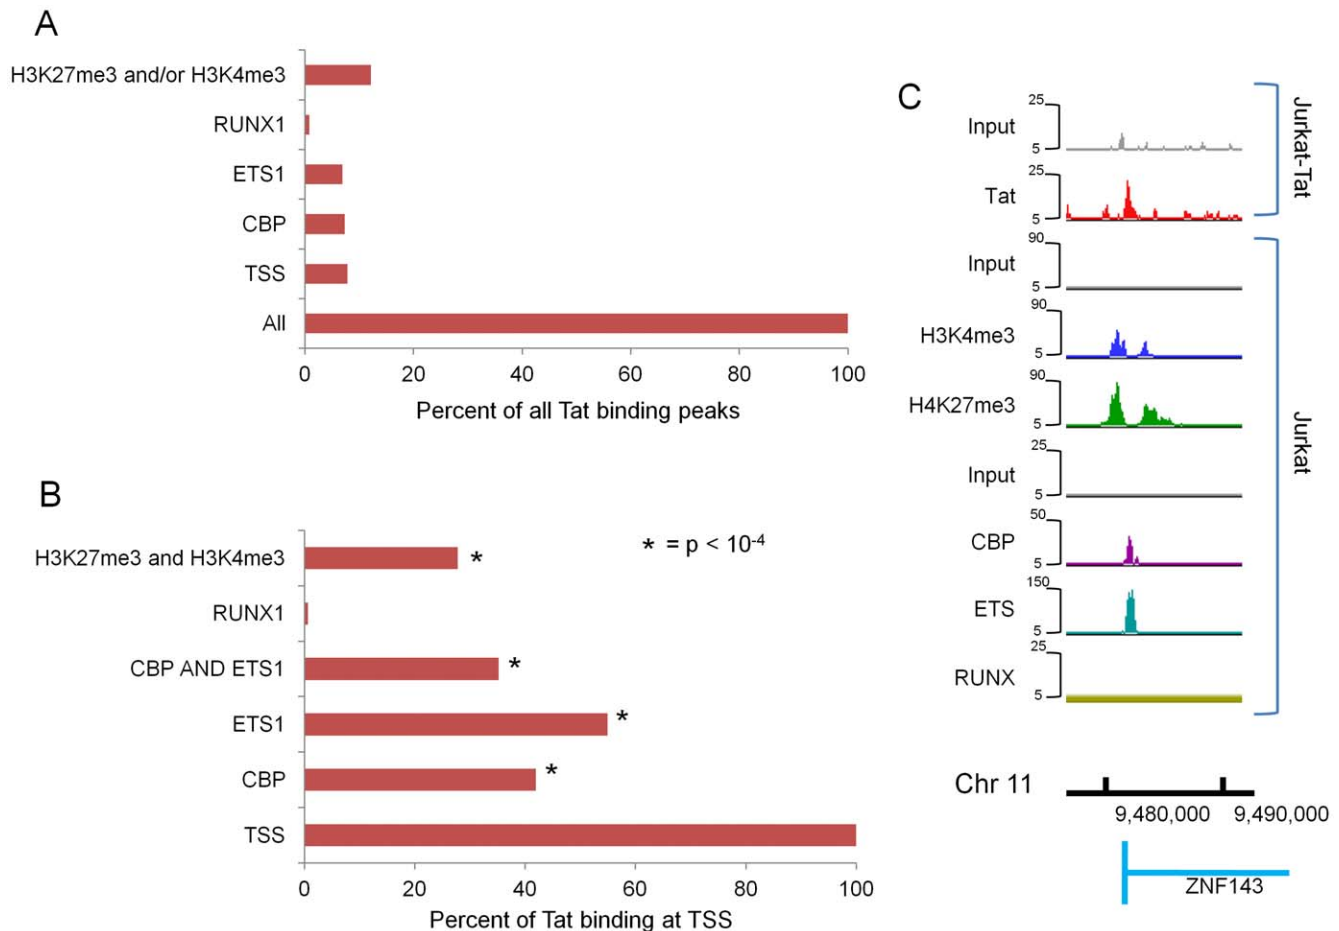 A
H3K27me3 and/or H3K4me3
RUNX1
ETS1
CBP
TSS
All
0 20 40 60 80 100
Percent of all Tat binding peaks
B
* = p < 10-4
H3K27me3 and H3K4me3 *
RUNX1
CBP AND ETS1 *
ETS1 *
CBP *
TSS
0 20 40 60 80 100
Percent of Tat binding at TSS
C
25
Input
5
25
Tat
5
Jurkat-Tat
90
Input
5
90
H3K4me3
5
90
H4K27me3
5
25
Input
5
50
CBP
5
150
ETS
5
25
RUNX
5
Jurkat
Chr 11
9,480,000 9,490,000
ZNF143